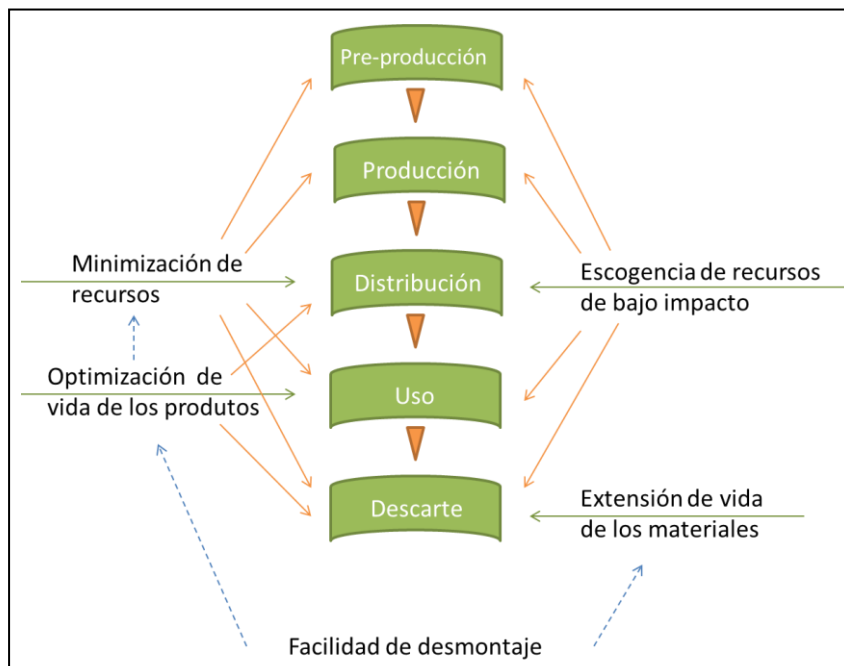 Pre-producción
Producción
Minimización de
recursos
Distribución
Escogencia de recursos
de bajo impacto
Optimización de
vida de los produtos
Uso
Descarte
Extensión de vida
de los materiales
Facilidad de desmontaje